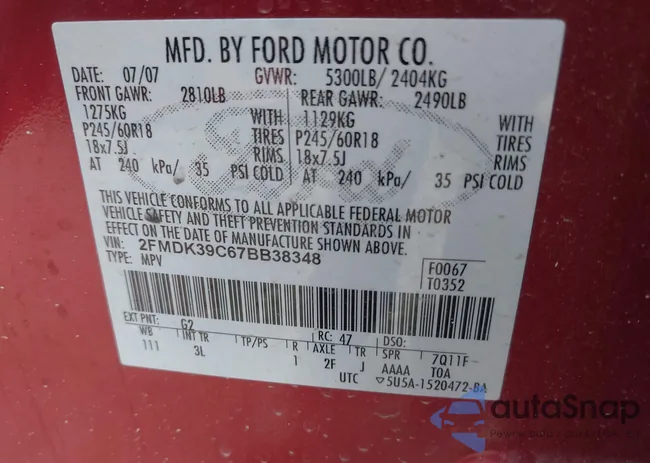 MFD. BY FORD MOTOR CO.
DATE: 07/07 GVWR: 5300LB/ 2404KG
FRONT GAWR: 2810LB REAR GAWR: 2490LB
1275KG WITH 1129KG WITH
P245/60R18 TIRES P245/60R18 TIRES
18x7.5J RIMS 18x7.5J RIMS
AT 240 kPa/ 35 PSI COLD AT 240 kPa/ 35 PSI COLD
THIS VEHICLE CONFORMS TO ALL APPLICABLE FEDERAL MOTOR
VEHICLE SAFETY AND THEFT PREVENTION STANDARDS IN
EFFECT ON THE DATE OF MANUFACTURE SHOWN ABOVE.
VIN: 2FMDK39C67BB38348 F0067
TYPE: MPV T0352
EXT PNT: G2 RC: 47 DSO:
WB INT TR TP/PS R AXLE TR SPR 7Q11F
111 3L 1 2F J AAAA TOA
UTC ▽5U5A-1520472-BA
Ford
autoSnap